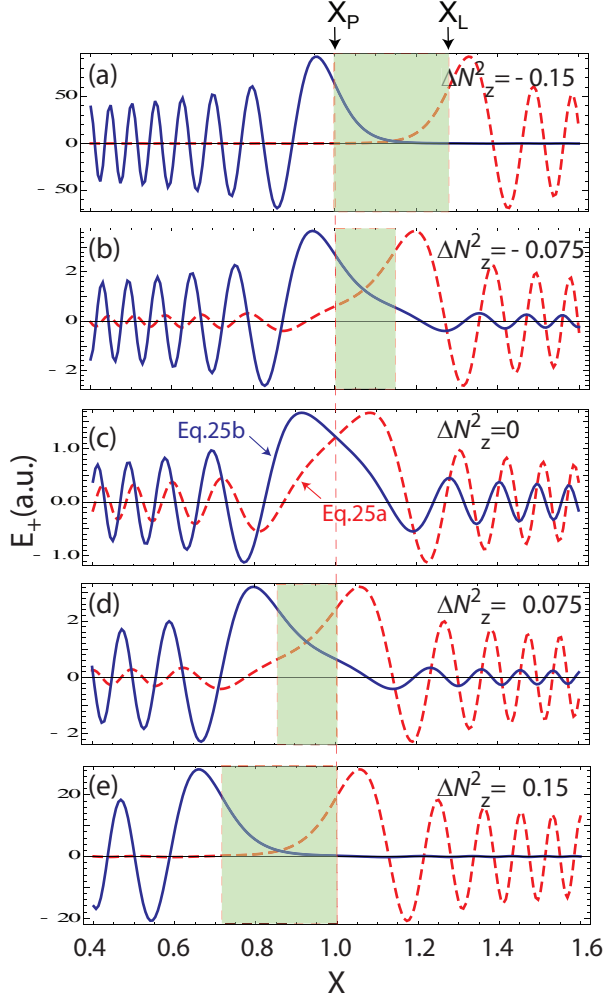 X_P X_L
(a) ΔN²_z = - 0.15
50
0
- 50
(b) ΔN²_z = - 0.075
2
0
- 2
(c) ΔN²_z=0
Eq.25b
Eq.25a
1.0
0.0
- 1.0
E₊(a.u.)
(d) ΔN²_z= 0.075
2
0
- 2
(e) ΔN²_z= 0.15
20
0
- 20
0.4 0.6 0.8 1.0 1.2 1.4 1.6
X